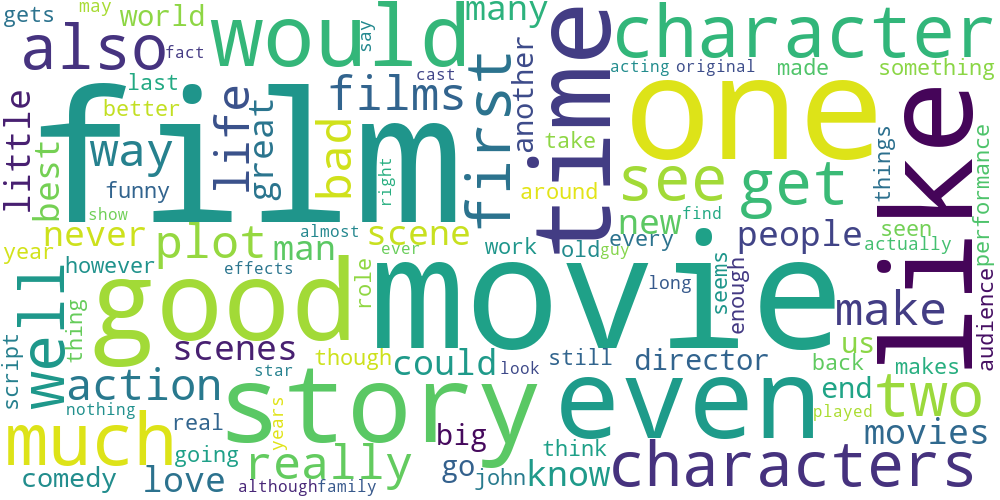 gets
may
world
say
many
character
also
fact
would
last
cast
films
another
time
acting
original
made
something
little
better
film
life
great
bad
first
one
like
way
best
funny
right
take
around
see
get
things
performance
show
never
plot
man
almost
scene
ever
work
new
find
old
guy
every
people
seen
actually
year
however
effects
role
movie
long
seems
enough
make
audience
well
thing
good
scenes
though
could
look
still
director
us
back
makes
script
action
star
story
even
end
two
nothing
played
much
real
years
big
movies
going
really
think
characters
comedy
love
although
family
go
john
know